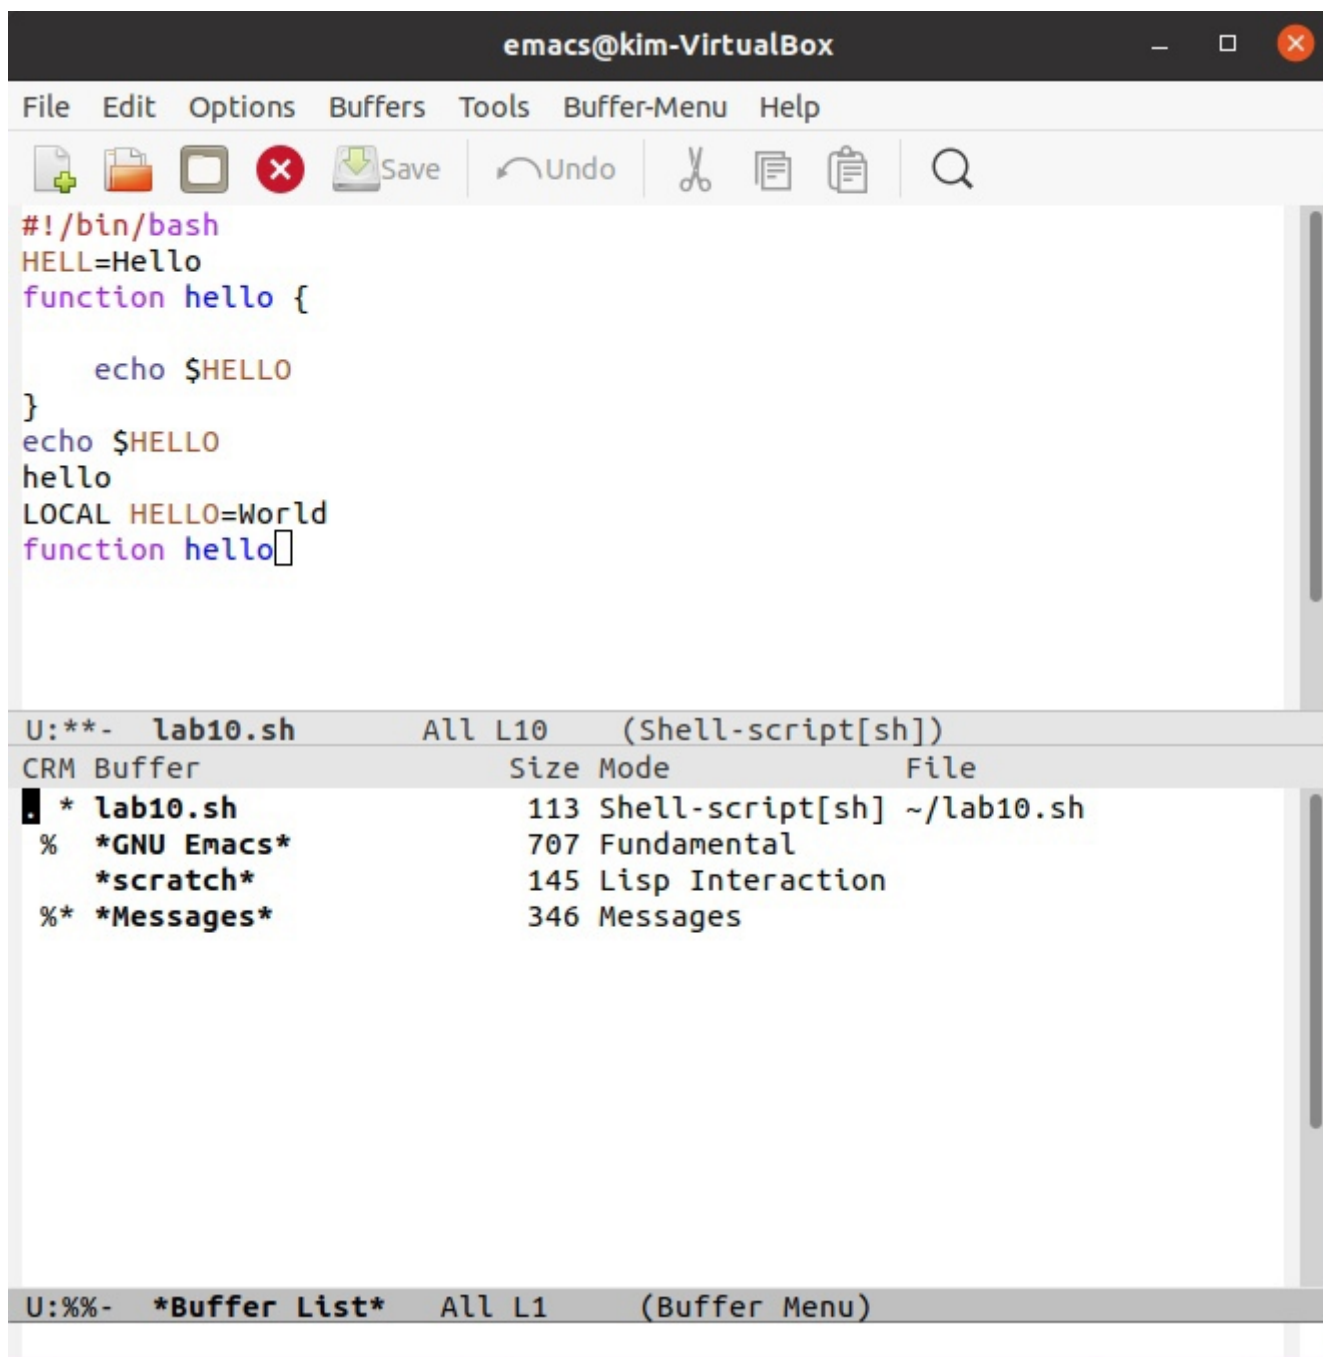 emacs@kim-VirtualBox
File Edit Options Buffers Tools Buffer-Menu Help
Save Undo
#!/bin/bash
HELL=Hello
function hello {
    echo $HELLO
}
echo $HELLO
hello
LOCAL HELLO=World
function hello
U:**-  lab10.sh       All L10    (Shell-script[sh])
CRM Buffer                 Size Mode             File
. * lab10.sh                113 Shell-script[sh] ~/lab10.sh
 %  *GNU Emacs*             707 Fundamental
    *scratch*               145 Lisp Interaction
 %* *Messages*              346 Messages
U:%%-  *Buffer List*   All L1     (Buffer Menu)